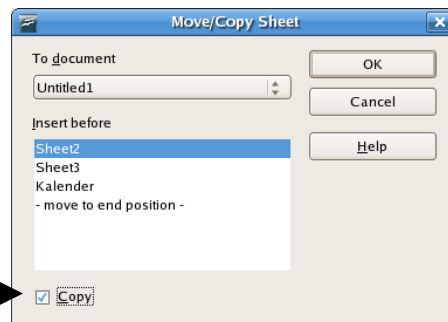 Move/Copy Sheet
To document
Untitled1
Insert before
Sheet2
Sheet3
Kalender
- move to end position -
Copy
OK
Cancel
Help